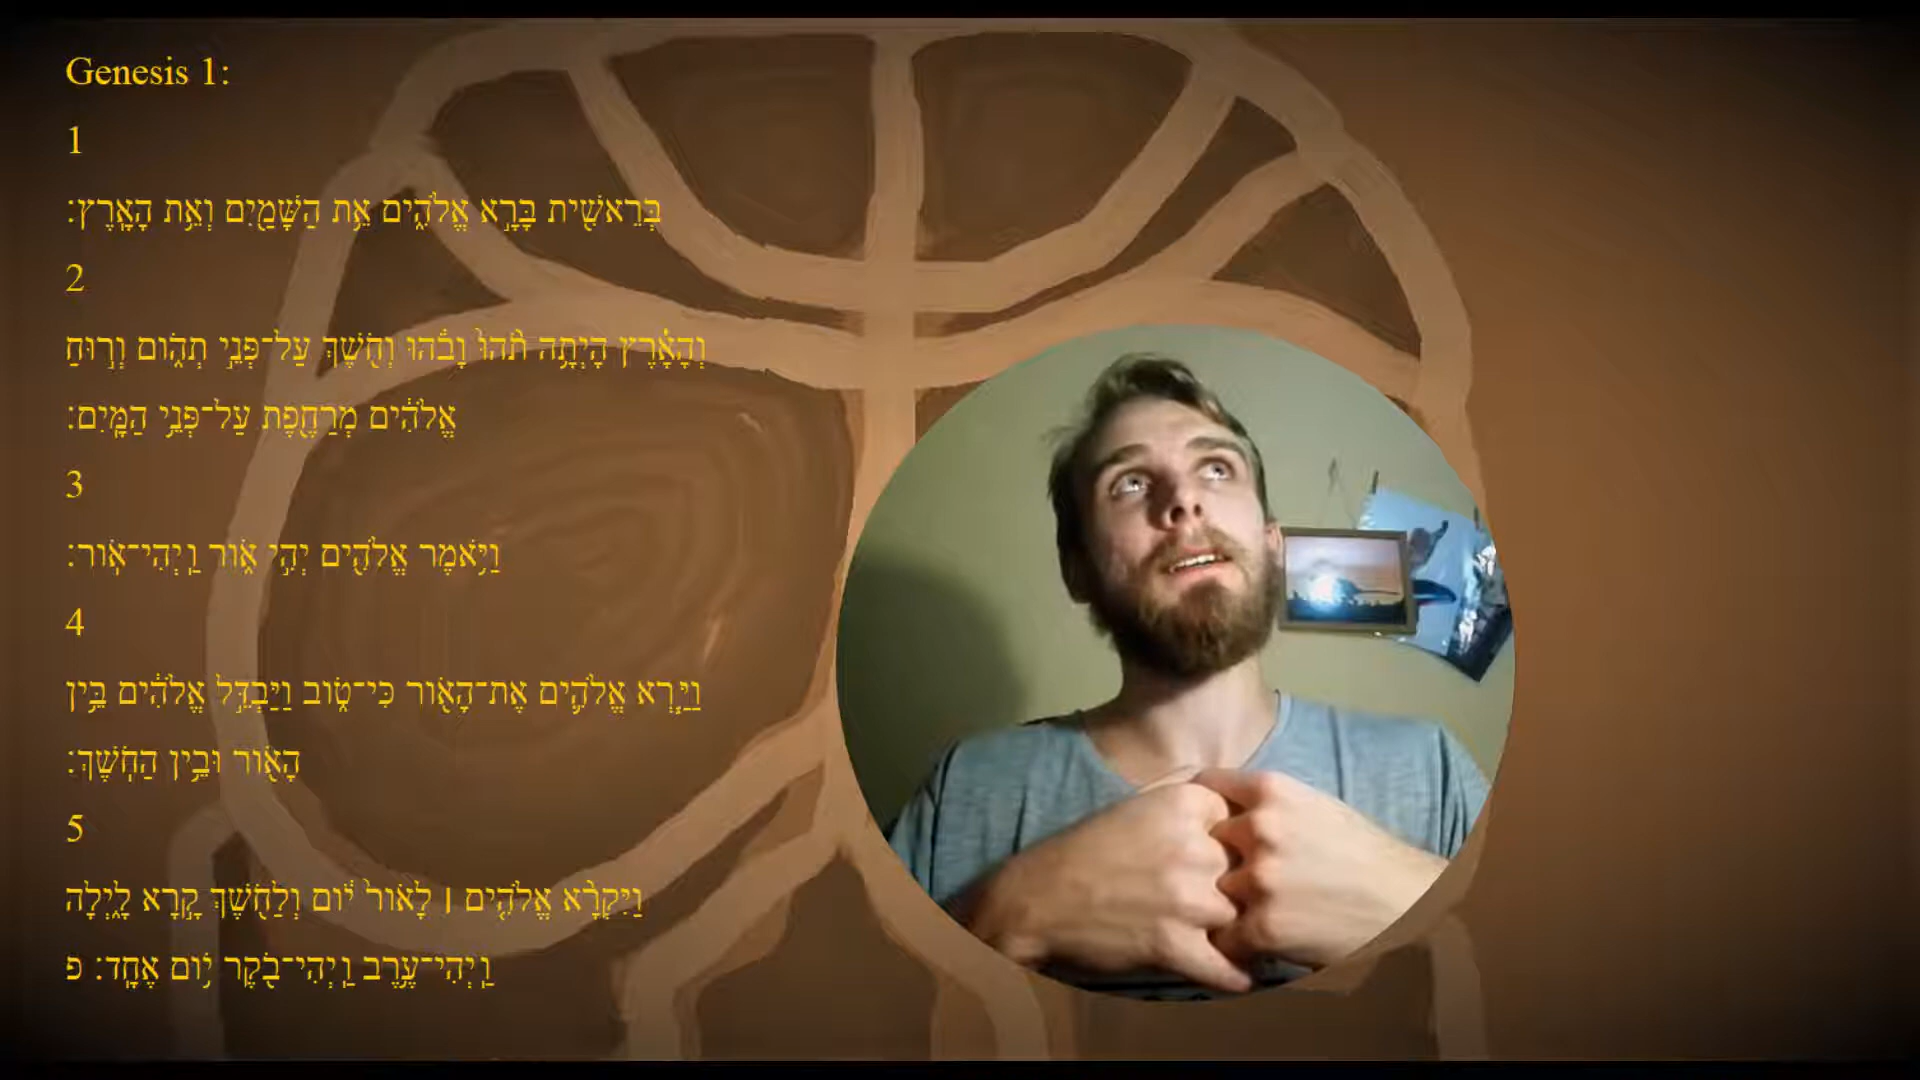 Genesis 1:
1
בְּרֵאשִׁ֖ית בָּרָ֣א אֱלֹהִ֑ים אֵ֥ת הַשָּׁמַ֖יִם וְאֵ֥ת הָאָֽרֶץ׃
2
וְהָאָ֗רֶץ הָיְתָ֥ה תֹ֙הוּ֙ וָבֹ֔הוּ וְחֹ֖שֶׁךְ עַל־פְּנֵ֣י תְה֑וֹם וְר֣וּחַ
אֱלֹהִ֔ים מְרַחֶ֖פֶת עַל־פְּנֵ֥י הַמָּֽיִם׃
3
וַיֹּ֥אמֶר אֱלֹהִ֖ים יְהִ֣י א֑וֹר וַֽיְהִי־אֽוֹר׃
4
וַיַּ֧רְא אֱלֹהִ֛ים אֶת־הָא֖וֹר כִּי־ט֑וֹב וַיַּבְדֵּ֣ל אֱלֹהִ֔ים בֵּ֥ין
הָא֖וֹר וּבֵ֥ין הַחֹֽשֶׁךְ׃
5
וַיִּקְרָ֨א אֱלֹהִ֤ים ׀ לָאוֹר֙ י֔וֹם וְלַחֹ֖שֶׁךְ קָ֣רָא לָ֑יְלָה
וַֽיְהִי־עֶ֥רֶב וַֽיְהִי־בֹ֖קֶר י֥וֹם אֶחָֽד׃ פ